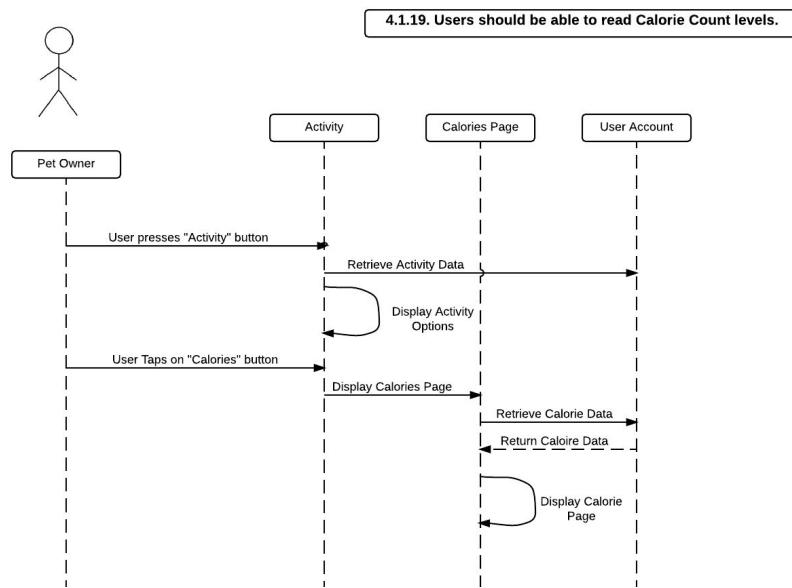 4.1.19. Users should be able to read Calorie Count levels.
Activity
Calories Page
User Account
Pet Owner
User presses "Activity" button
Retrieve Activity Data
Display Activity
Options
User Taps on "Calories" button
Display Calories Page
Retrieve Calorie Data
Return Caloire Data
Display Calorie
Page